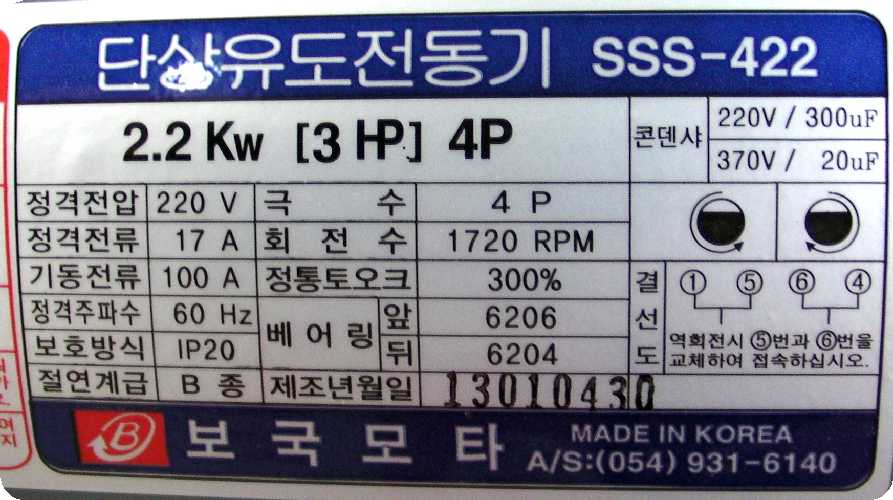 단상유도전동기 SSS-422
2.2 Kw [3 HP] 4P
콘덴샤 220V / 300uF
370V / 20uF
정격전압 220 V 극 수 4 P
정격전류 17 A 회 전 수 1720 RPM
기동전류 100 A 정통토오크 300%
정격주파수 60 Hz 베어링 앞 6206
보호방식 IP20 뒤 6204
절연계급 B 종 제조년월일 13010430
결선도 ① ⑤ ⑥ ④
역회전시 ⑤번과 ⑥번을
교체하여 접속하십시오.
B 보국모타 MADE IN KOREA
A/S:(054) 931-6140